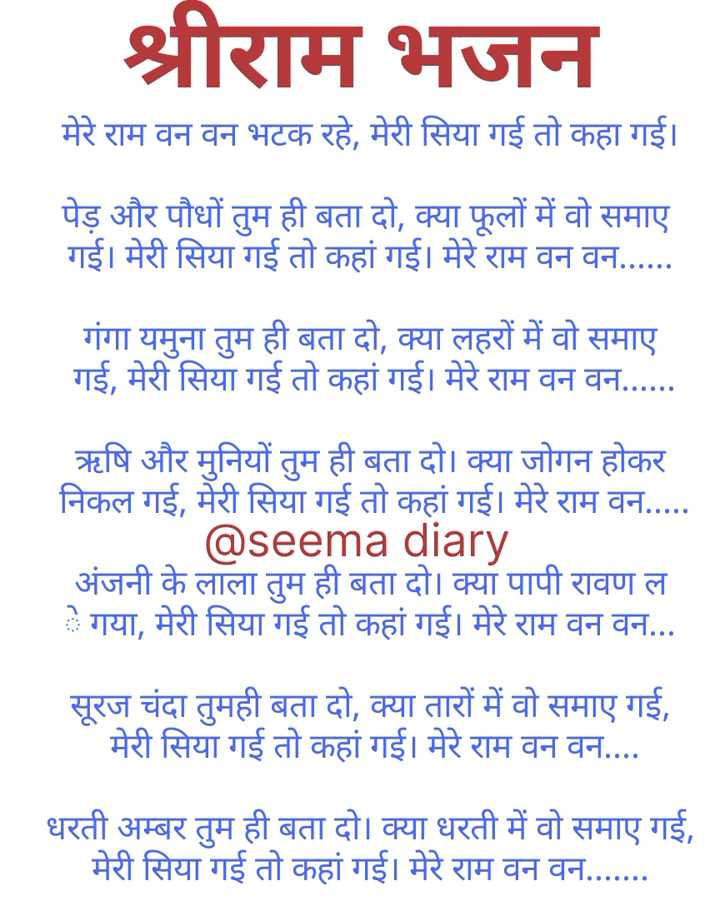 श्रीराम भजन
मेरे राम वन वन भटक रहे, मेरी सिया गई तो कहा गई।
पेड़ और पौधों तुम ही बता दो, क्या फूलों में वो समाए
गई। मेरी सिया गई तो कहां गई। मेरे राम वन वन......
गंगा यमुना तुम ही बता दो, क्या लहरों में वो समाए
गई, मेरी सिया गई तो कहां गई। मेरे राम वन वन......
ऋषि और मुनियों तुम ही बता दो। क्या जोगन होकर
निकल गई, मेरी सिया गई तो कहां गई। मेरे राम वन.....
@seema diary
अंजनी के लाला तुम ही बता दो। क्या पापी रावण ल
े गया, मेरी सिया गई तो कहां गई। मेरे राम वन वन...
सूरज चंदा तुमही बता दो, क्या तारों में वो समाए गई,
मेरी सिया गई तो कहां गई। मेरे राम वन वन....
धरती अम्बर तुम ही बता दो। क्या धरती में वो समाए गई,
मेरी सिया गई तो कहां गई। मेरे राम वन वन.......